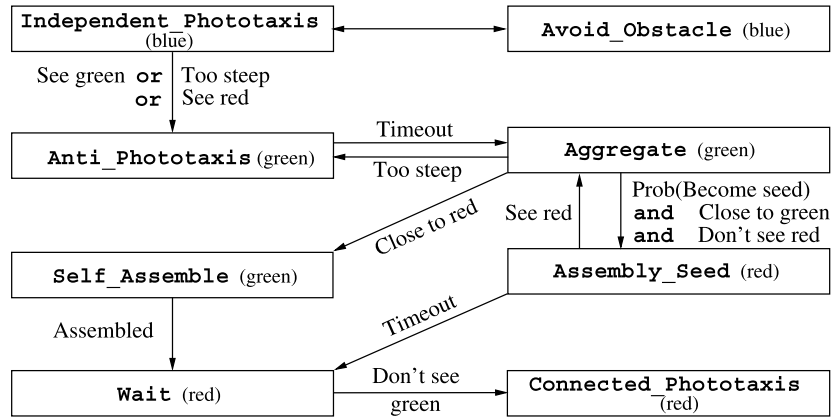 Independent_Phototaxis
(blue)
Avoid_Obstacle (blue)
See green or Too steep
or See red
Anti_Phototaxis (green)
Timeout
Too steep
Aggregate (green)
Close to red
See red
Prob(Become seed)
and Close to green
and Don't see red
Self_Assemble (green)
Assembly_Seed (red)
Assembled
Timeout
Wait (red)
Don't see
green
Connected_Phototaxis
(red)